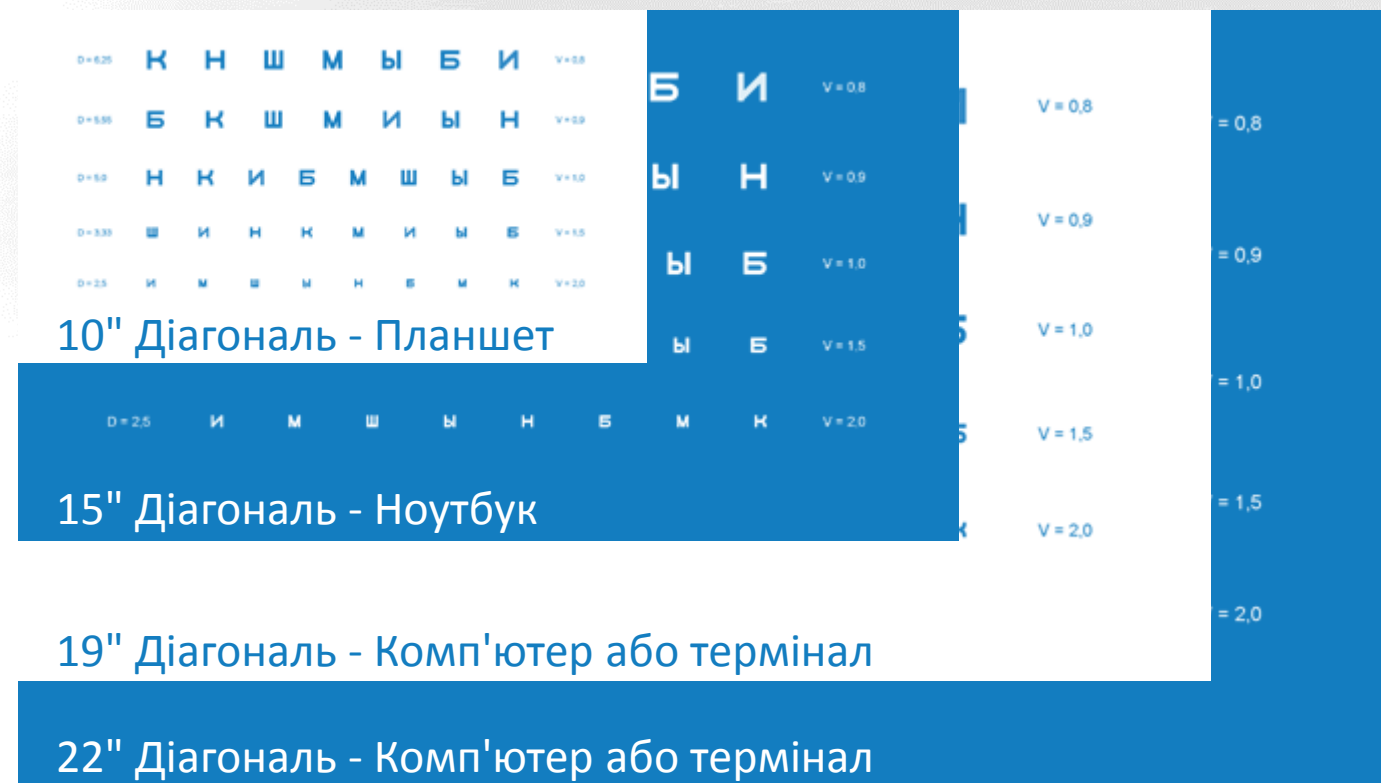 D = 6,25 К Н Ш М Ы Б И V = 0,8
D = 5,55 Б К Ш М И Ы Н V = 0,9
D = 5,0 Н К И Б М Ш Ы Б V = 1,0
D = 3,33 Ш И Н К М И Ы Б V = 1,5
D = 2,5 И М Ш Ы Н Б М К V = 2,0
10" Діагональ - Планшет
Б И V = 0,8
Ы Н V = 0,9
Ы Б V = 1,0
Ы Б V = 1,5
D = 2,5 И М Ш Ы Н Б М К V = 2,0
15" Діагональ - Ноутбук
V = 0,8
V = 0,9
V = 1,0
V = 1,5
V = 2,0
19" Діагональ - Комп'ютер або термінал
= 0,8
= 0,9
= 1,0
= 1,5
= 2,0
22" Діагональ - Комп'ютер або термінал